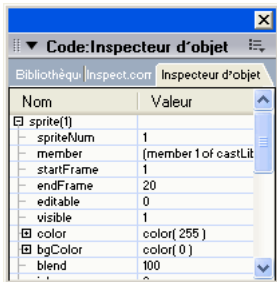 Code:Inspecteur d'objet
Bibliothèqu Inspect.com Inspecteur d'objet
Nom Valeur
sprite(1)
spriteNum 1
member (member 1 of castLib
startFrame 1
endFrame 20
editable 0
visible 1
color color( 255 )
bgColor color( 0 )
blend 100